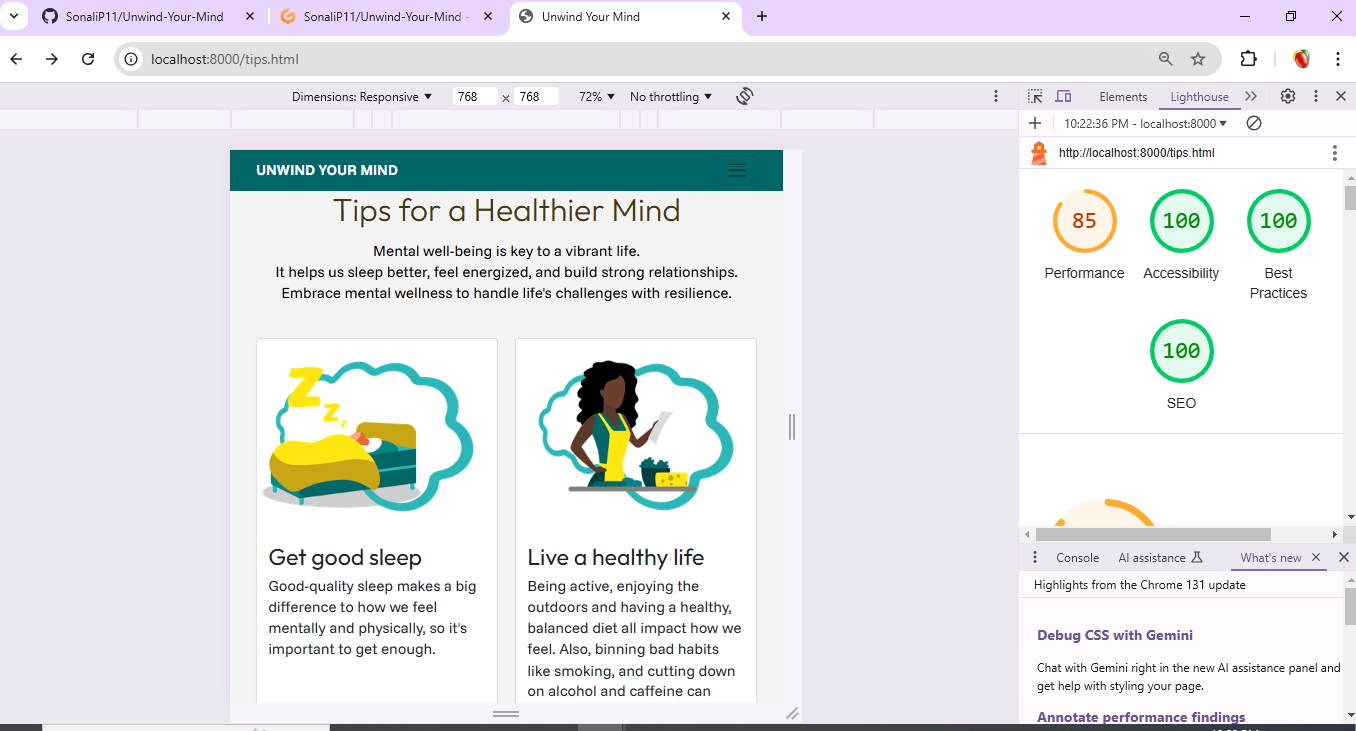 SonaliP11/Unwind-Your-Mind
SonaliP11/Unwind-Your-Mind -
Unwind Your Mind
localhost:8000/tips.html
Dimensions: Responsive 768 x 768 72% No throttling
Elements Lighthouse
10:22:36 PM - localhost:8000
http://localhost:8000/tips.html
UNWIND YOUR MIND
Tips for a Healthier Mind
Mental well-being is key to a vibrant life.
It helps us sleep better, feel energized, and build strong relationships.
Embrace mental wellness to handle life's challenges with resilience.
Z
Z
Z
Get good sleep
Good-quality sleep makes a big
difference to how we feel
mentally and physically, so it's
important to get enough.
Live a healthy life
Being active, enjoying the
outdoors and having a healthy,
balanced diet all impact how we
feel. Also, binning bad habits
like smoking, and cutting down
on alcohol and caffeine can
85
Performance
100
Accessibility
100
Best
Practices
100
SEO
Console AI assistance What's new
Highlights from the Chrome 131 update
Debug CSS with Gemini
Chat with Gemini right in the new AI assistance panel and
get help with styling your page.
Annotate performance findings